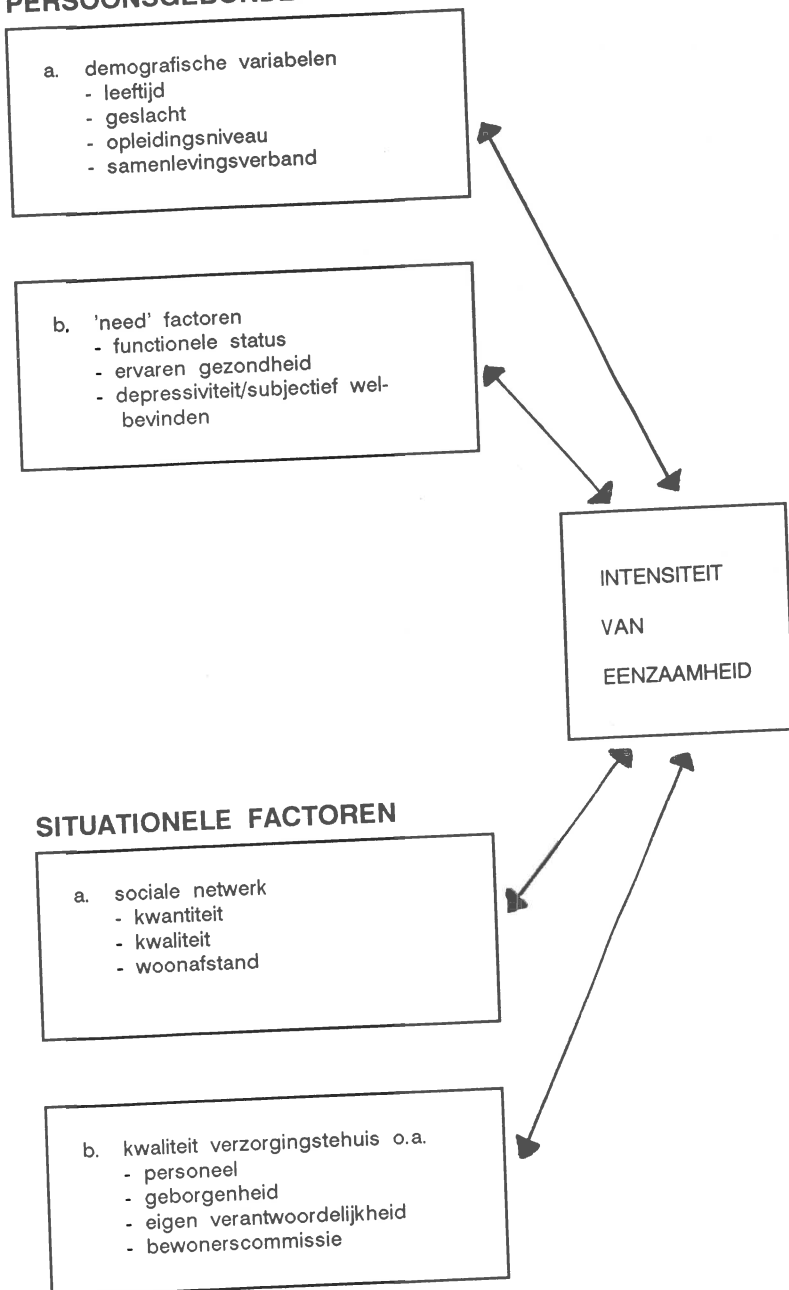 a. demografische variabelen
- leeftijd
- geslacht
- opleidingsniveau
- samenlevingsverband
b. 'need' factoren
- functionele status
- ervaren gezondheid
- depressiviteit/subjectief wel-
bevinden
INTENSITEIT
VAN
EENZAAMHEID
SITUATIONELE FACTOREN
a. sociale netwerk
- kwantiteit
- kwaliteit
- woonafstand
b. kwaliteit verzorgingstehuis o.a.
- personeel
- geborgenheid
- eigen verantwoordelijkheid
- bewonerscommissie